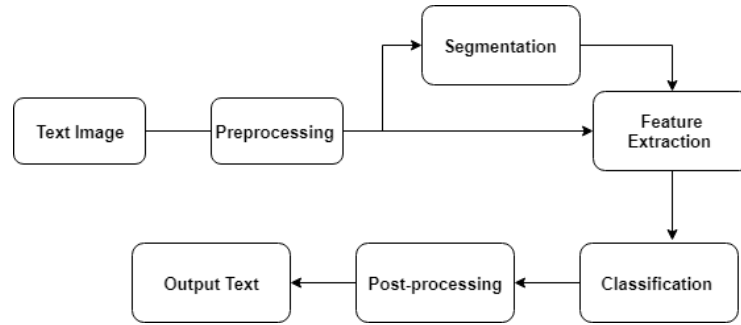 Segmentation
Text Image
Preprocessing
Feature
Extraction
Output Text
Post-processing
Classification